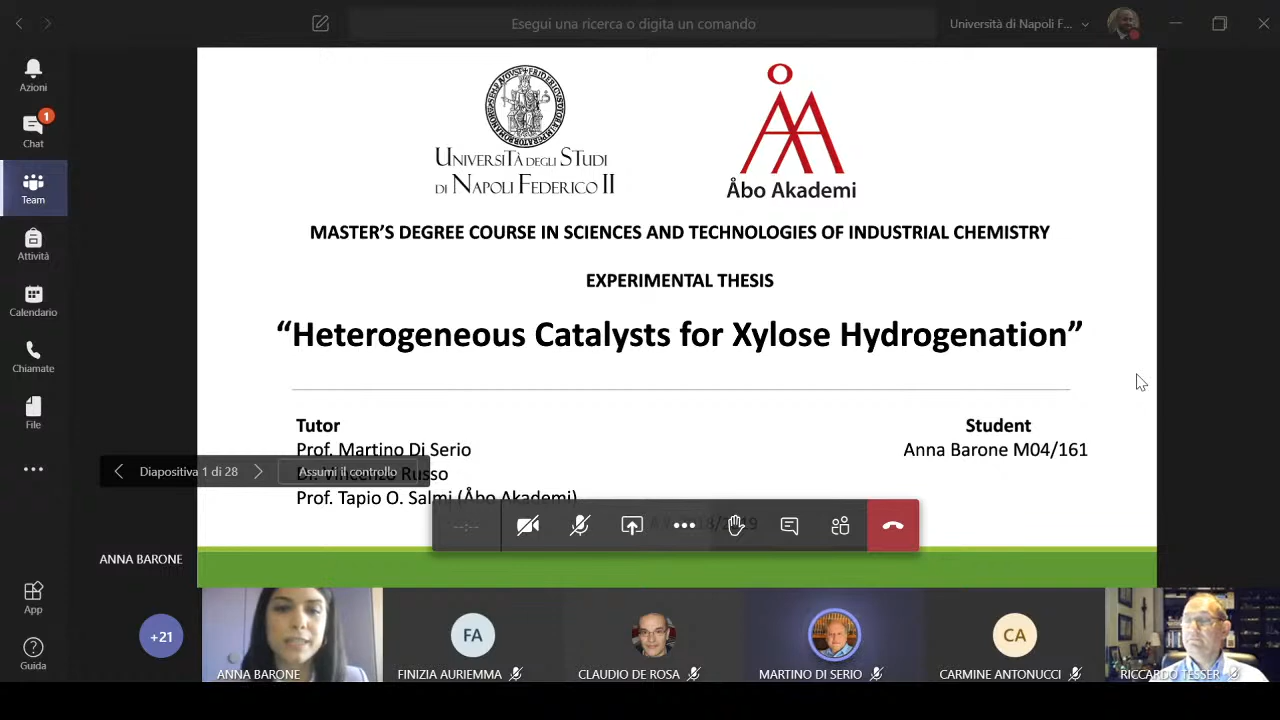 Esegui una ricerca o digita un comando
Università di Napoli F...
Azioni
1
Chat
Team
Attività
Calendario
Chiamate
File
App
Guida
UNIVERSITÀ DEGLI STUDI
DI NAPOLI FEDERICO II
Åbo Akademi
MASTER'S DEGREE COURSE IN SCIENCES AND TECHNOLOGIES OF INDUSTRIAL CHEMISTRY
EXPERIMENTAL THESIS
“Heterogeneous Catalysts for Xylose Hydrogenation”
Tutor
Prof. Martino Di Serio
Dr. Vincenzo Russo
Prof. Tapio O. Salmi (Åbo Akademi)
Student
Anna Barone M04/161
Diapositiva 1 di 28
Assumi il controllo
--:--
ANNA BARONE
+21
ANNA BARONE
FA
FINIZIA AURIEMMA
CLAUDIO DE ROSA
MARTINO DI SERIO
CA
CARMINE ANTONUCCI
RICCARDO TESSER